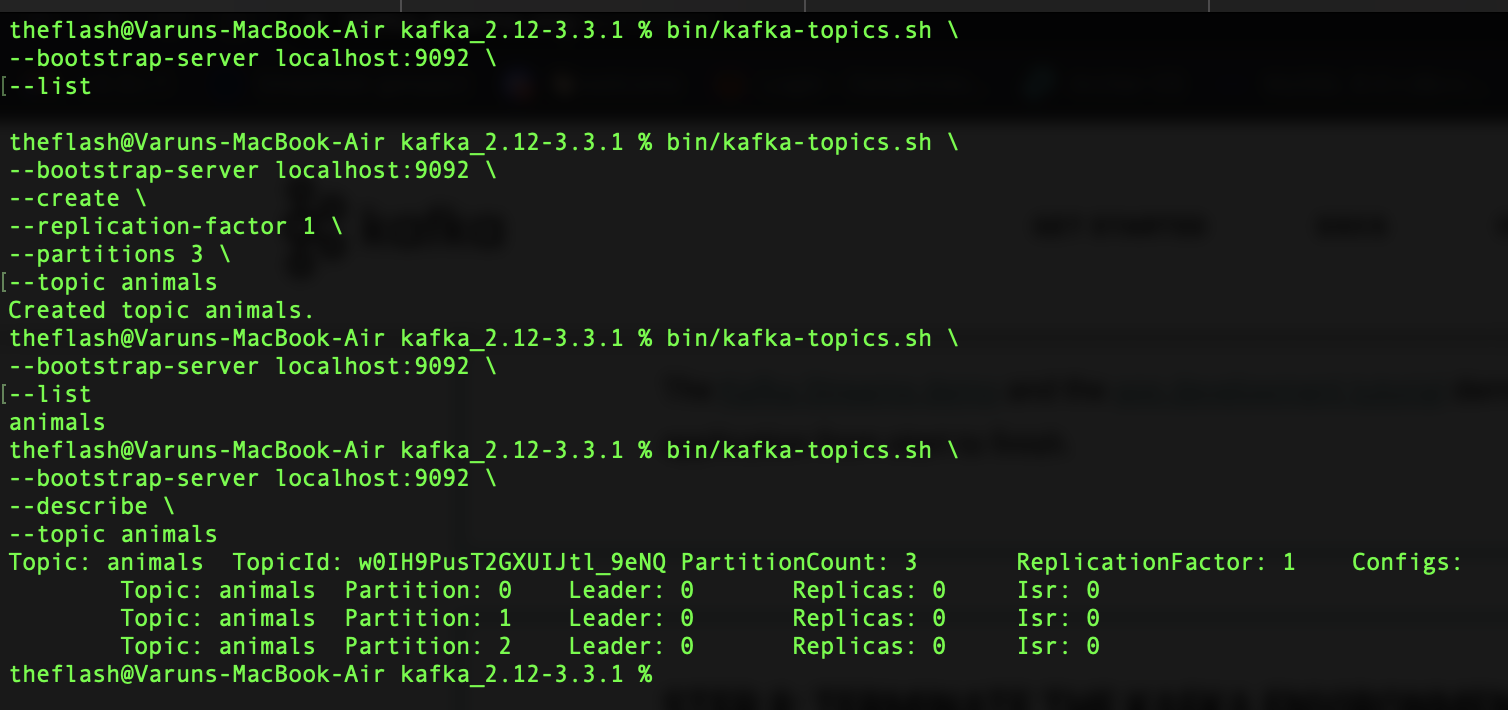 theflash@Varuns-MacBook-Air kafka_2.12-3.3.1 % bin/kafka-topics.sh \
--bootstrap-server localhost:9092 \
[--list
theflash@Varuns-MacBook-Air kafka_2.12-3.3.1 % bin/kafka-topics.sh \
--bootstrap-server localhost:9092 \
--create \
--replication-factor 1 \
--partitions 3 \
[--topic animals
Created topic animals.
theflash@Varuns-MacBook-Air kafka_2.12-3.3.1 % bin/kafka-topics.sh \
--bootstrap-server localhost:9092 \
[--list
animals
theflash@Varuns-MacBook-Air kafka_2.12-3.3.1 % bin/kafka-topics.sh \
--bootstrap-server localhost:9092 \
--describe \
--topic animals
Topic: animals  TopicId: w0IH9PusT2GXUIJtl_9eNQ PartitionCount: 3       ReplicationFactor: 1    Configs:
        Topic: animals  Partition: 0    Leader: 0       Replicas: 0     Isr: 0
        Topic: animals  Partition: 1    Leader: 0       Replicas: 0     Isr: 0
        Topic: animals  Partition: 2    Leader: 0       Replicas: 0     Isr: 0
theflash@Varuns-MacBook-Air kafka_2.12-3.3.1 %